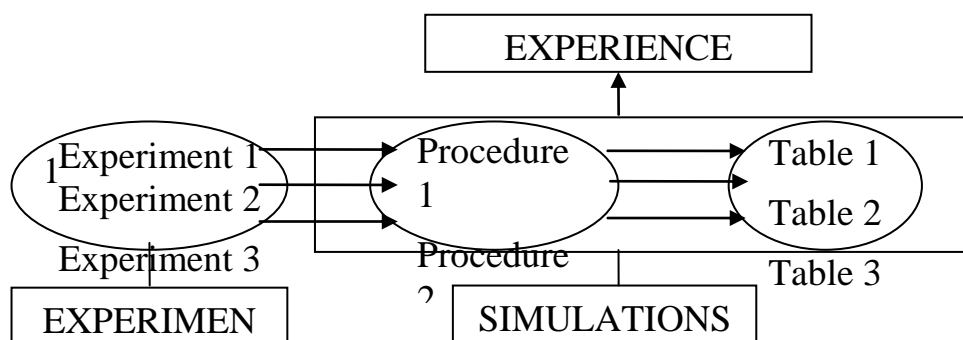 EXPERIENCE
1
Experiment 1
Experiment 2
Experiment 3
Procedure
1
Procedure
2
Table 1
Table 2
Table 3
EXPERIMEN
SIMULATIONS